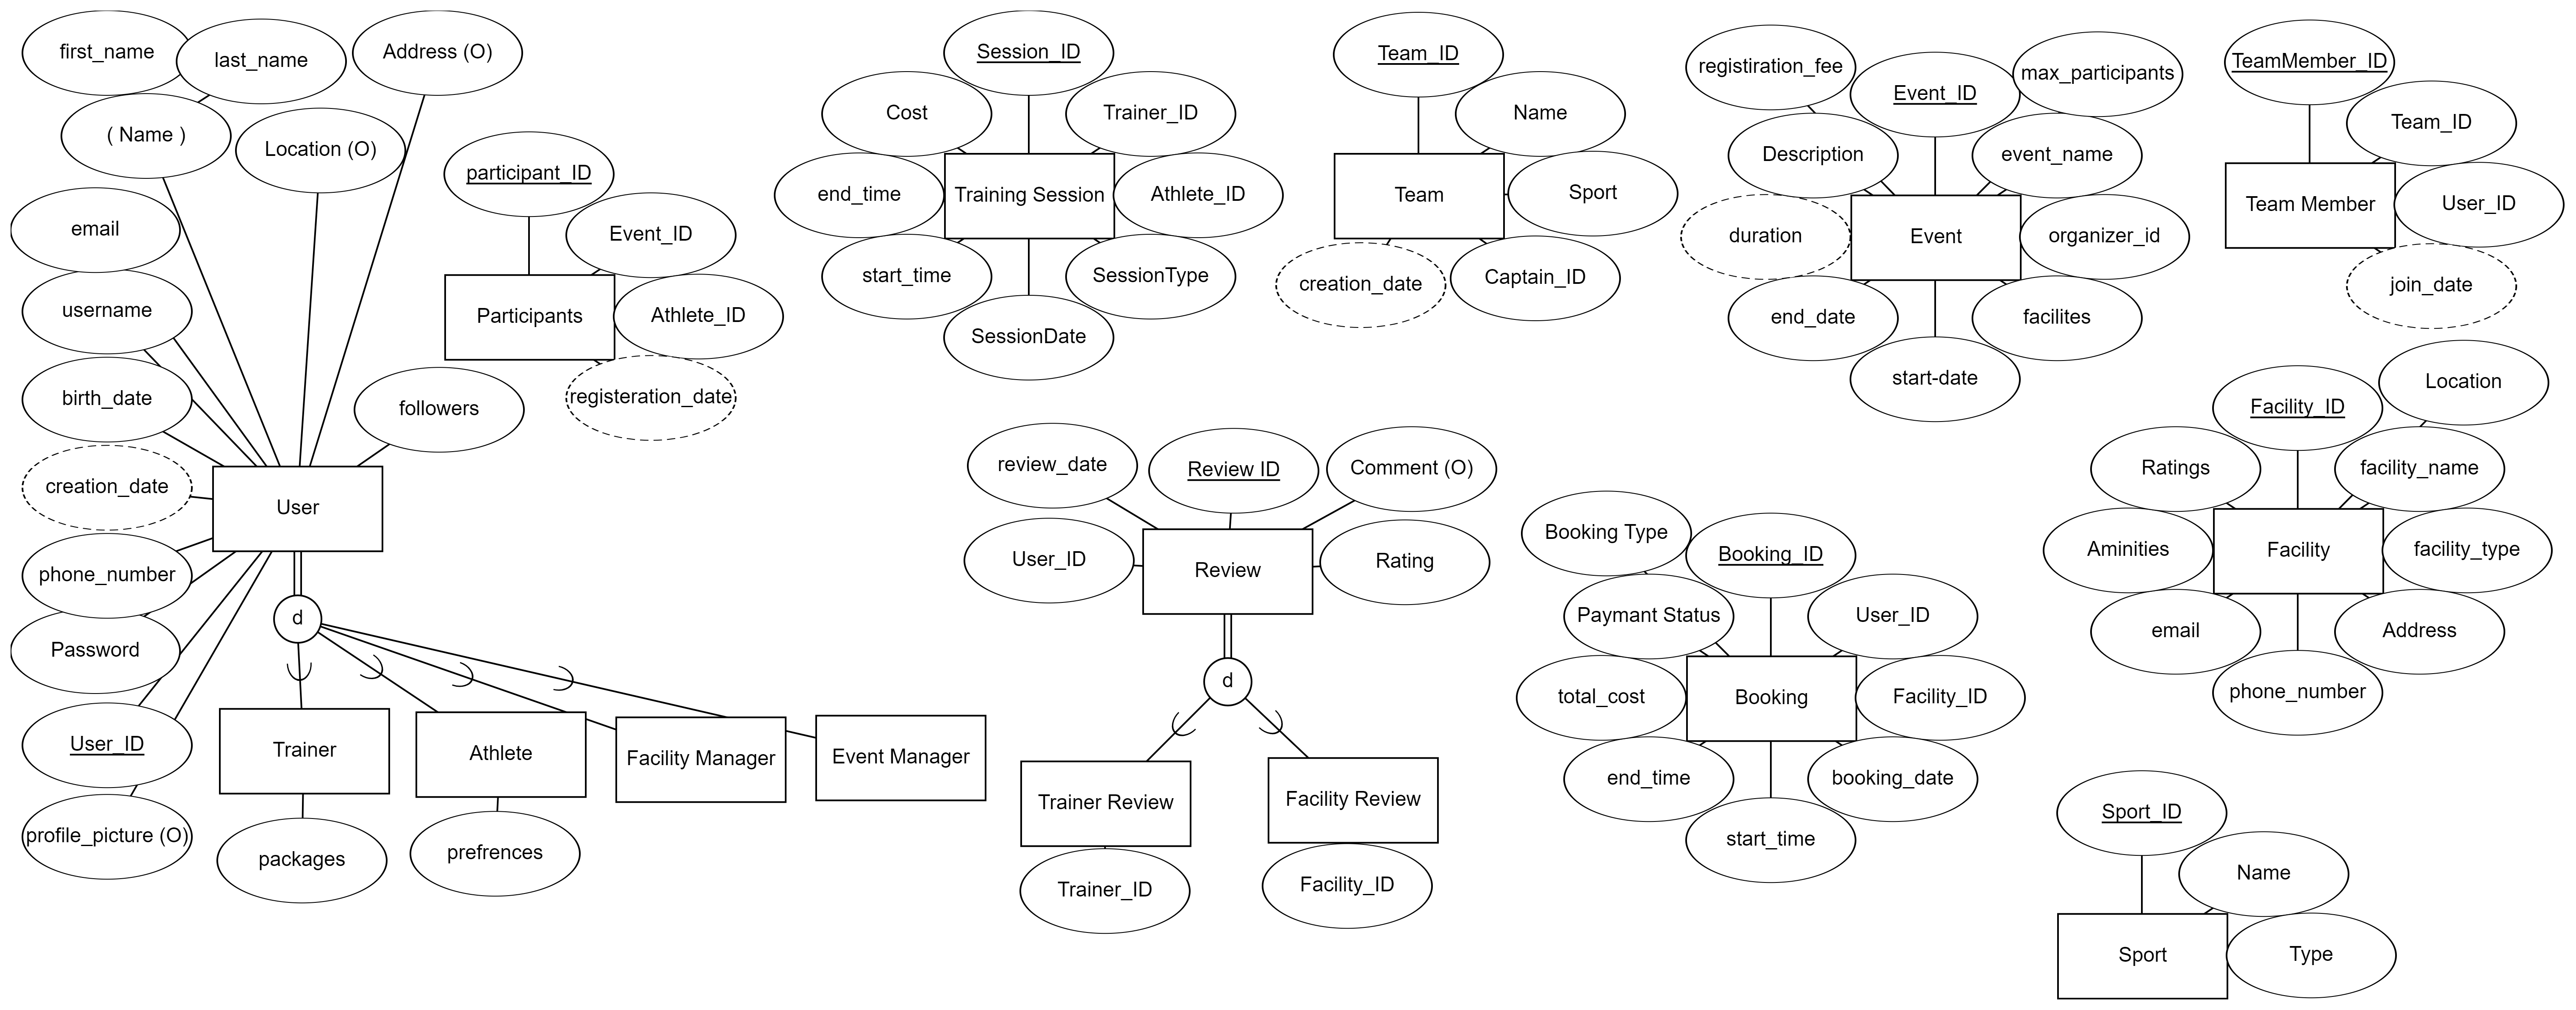 first_name
last_name
Address (O)
( Name )
Location (O)
email
username
birth_date
creation_date
phone_number
Password
User_ID
profile_picture (O)
followers
User
d
Trainer
Athlete
Facility Manager
Event Manager
packages
prefrences
participant_ID
Event_ID
Participants
Athlete_ID
registeration_date
Session_ID
Cost
Trainer_ID
end_time
Training Session
Athlete_ID
start_time
SessionType
SessionDate
Team_ID
Name
Team
Sport
creation_date
Captain_ID
registiration_fee
Event_ID
max_participants
Description
event_name
duration
Event
organizer_id
end_date
facilites
start-date
TeamMember_ID
Team_ID
Team Member
User_ID
join_date
review_date
Review ID
Comment (O)
User_ID
Review
Rating
d
Trainer Review
Facility Review
Trainer_ID
Facility_ID
Booking Type
Booking_ID
Paymant Status
User_ID
total_cost
Booking
Facility_ID
end_time
booking_date
start_time
Location
Facility_ID
Ratings
facility_name
Aminities
Facility
facility_type
email
Address
phone_number
Sport_ID
Name
Sport
Type